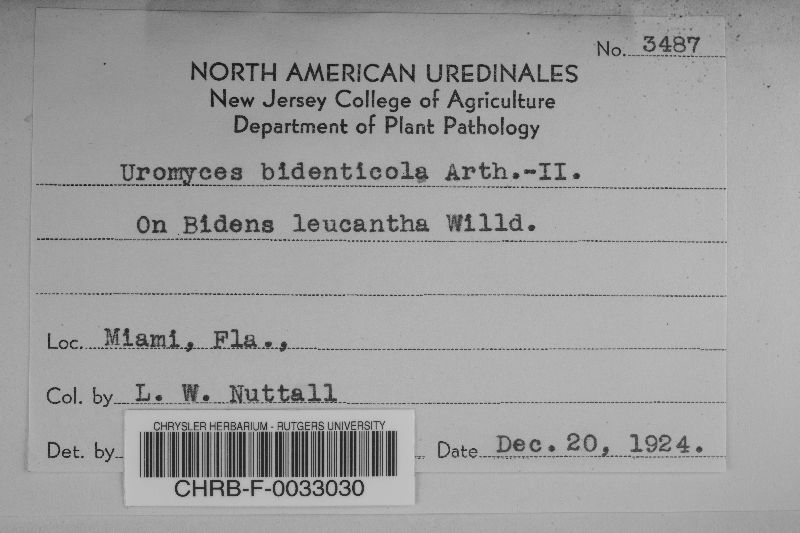 No. 3487
NORTH AMERICAN UREDINALES
New Jersey College of Agriculture
Department of Plant Pathology
Uromyces bidenticola Arth.-II.
On Bidens leucantha Willd.
Loc. Miami, Fla.,
Col. by L. W. Nuttall
Det. by Date Dec. 20, 1924.
CHRYSLER HERBARIUM - RUTGERS UNIVERSITY
CHRB-F-0033030